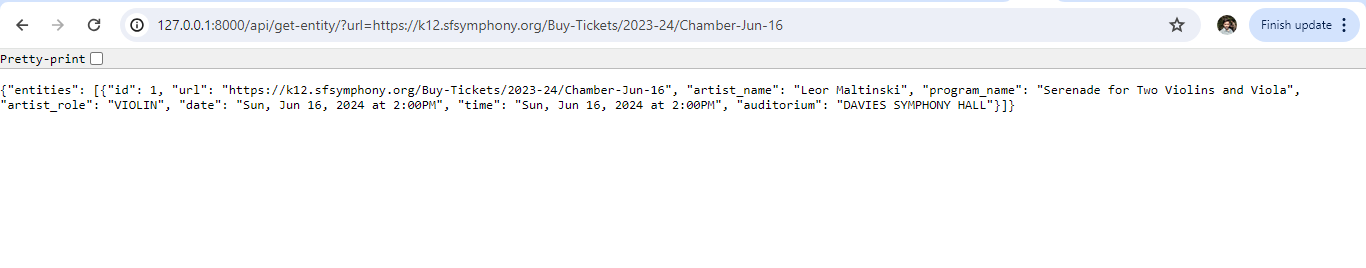 127.0.0.1:8000/api/get-entity/?url=https://k12.sfsymphony.org/Buy-Tickets/2023-24/Chamber-Jun-16
Finish update
Pretty-print
{"entities": [{"id": 1, "url": "https://k12.sfsymphony.org/Buy-Tickets/2023-24/Chamber-Jun-16", "artist_name": "Leor Maltinski", "program_name": "Serenade for Two Violins and Viola",
"artist_role": "VIOLIN", "date": "Sun, Jun 16, 2024 at 2:00PM", "time": "Sun, Jun 16, 2024 at 2:00PM", "auditorium": "DAVIES SYMPHONY HALL"}]}